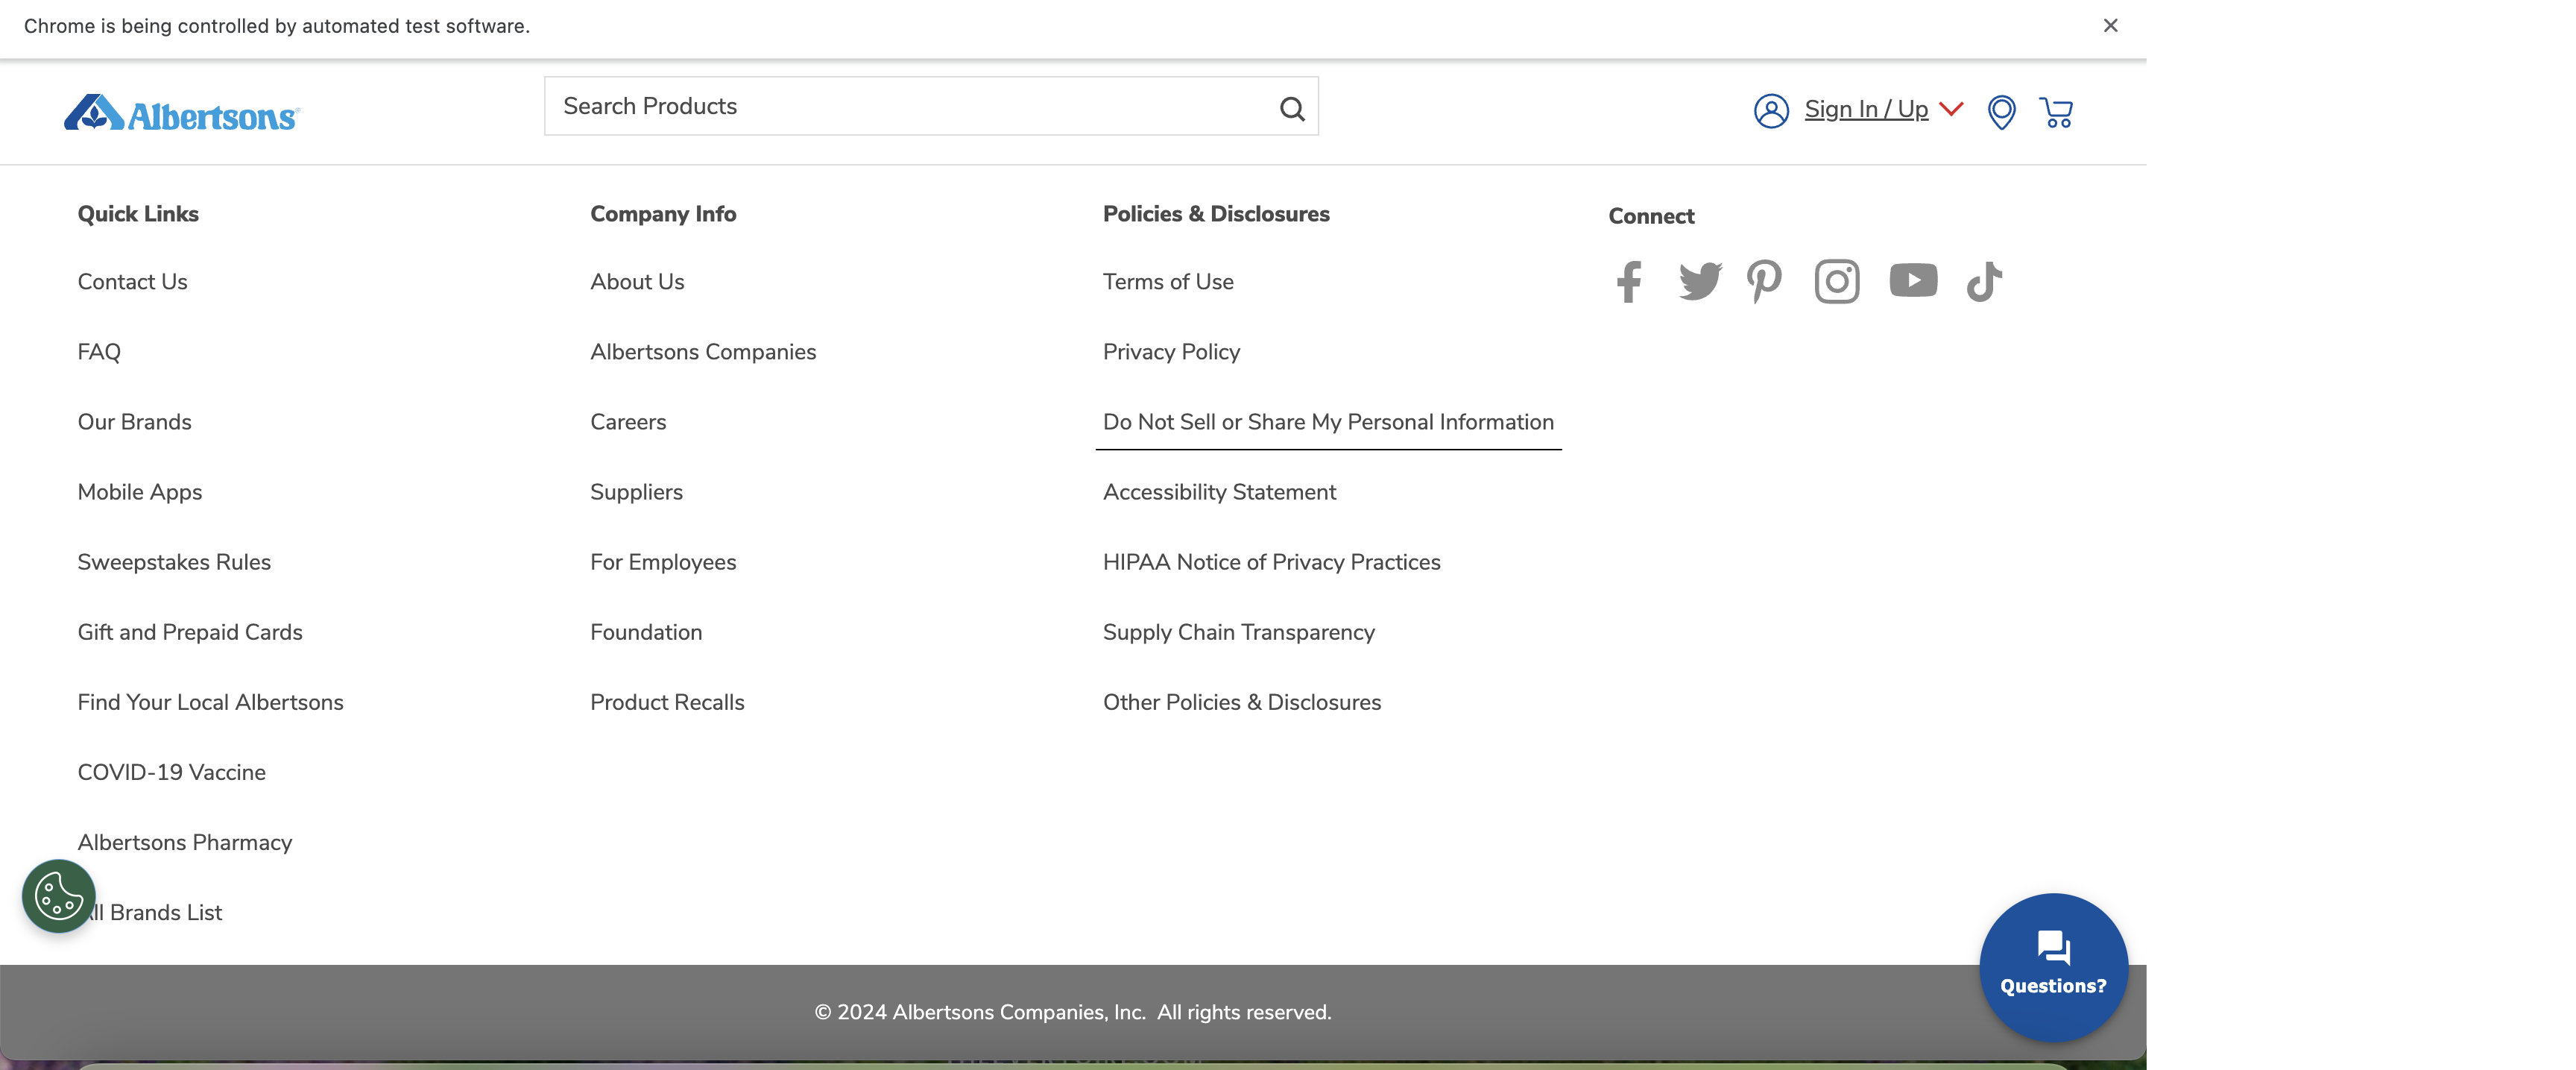 Chrome is being controlled by automated test software.
Albertsons
Search Products
Sign In / Up
Quick Links
Contact Us
FAQ
Our Brands
Mobile Apps
Sweepstakes Rules
Gift and Prepaid Cards
Find Your Local Albertsons
COVID-19 Vaccine
Albertsons Pharmacy
All Brands List
Company Info
About Us
Albertsons Companies
Careers
Suppliers
For Employees
Foundation
Product Recalls
Policies & Disclosures
Terms of Use
Privacy Policy
Do Not Sell or Share My Personal Information
Accessibility Statement
HIPAA Notice of Privacy Practices
Supply Chain Transparency
Other Policies & Disclosures
Connect
Questions?
© 2024 Albertsons Companies, Inc. All rights reserved.